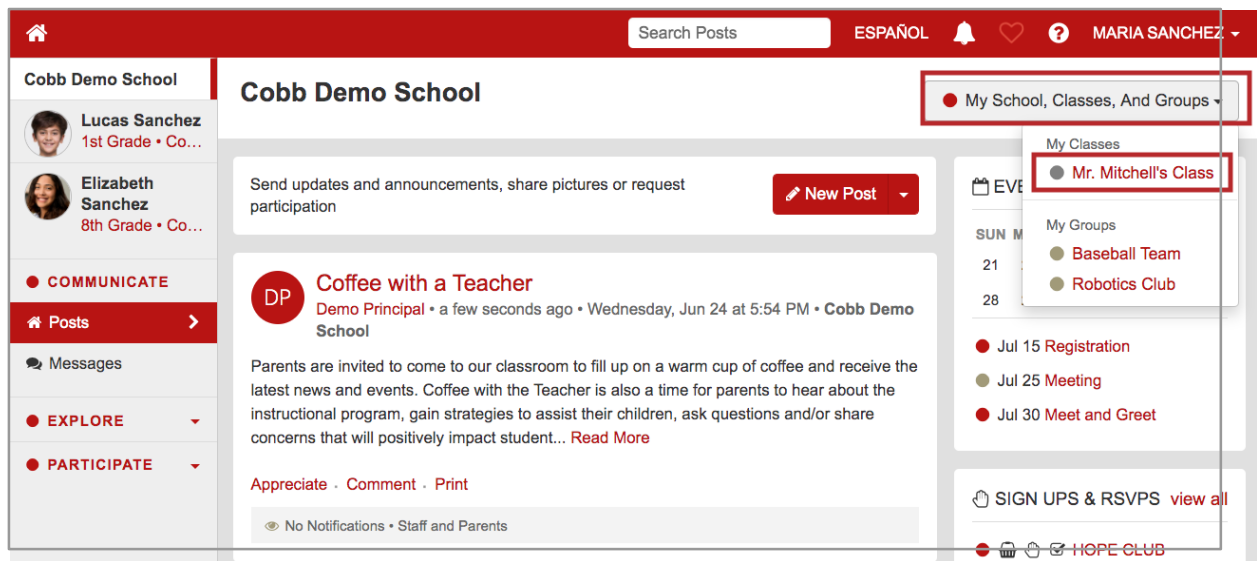 Search Posts
ESPAÑOL
MARIA SANCHEZ
Cobb Demo School
Lucas Sanchez
1st Grade • Co...
Elizabeth
Sanchez
8th Grade • Co...
COMMUNICATE
Posts
Messages
EXPLORE
PARTICIPATE
Cobb Demo School
My School, Classes, And Groups
My Classes
Mr. Mitchell's Class
My Groups
Baseball Team
Robotics Club
Send updates and announcements, share pictures or request
participation
New Post
DP
Coffee with a Teacher
Demo Principal • a few seconds ago • Wednesday, Jun 24 at 5:54 PM • Cobb Demo
School
Parents are invited to come to our classroom to fill up on a warm cup of coffee and receive the
latest news and events. Coffee with the Teacher is also a time for parents to hear about the
instructional program, gain strategies to assist their children, ask questions and/or share
concerns that will positively impact student... Read More
Appreciate • Comment • Print
No Notifications • Staff and Parents
SUN
21
28
Jul 15 Registration
Jul 25 Meeting
Jul 30 Meet and Greet
SIGN UPS & RSVPS view all
HOPE CLUB